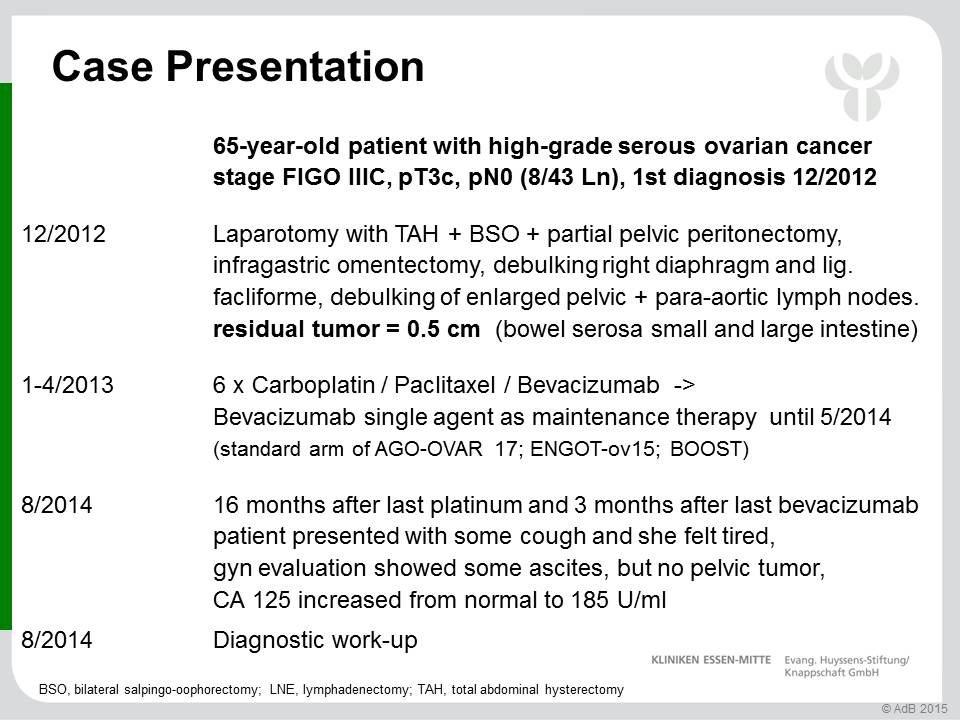 Case Presentation
65-year-old patient with high-grade serous ovarian cancer
stage FIGO IIIC, pT3c, pN0 (8/43 Ln), 1st diagnosis 12/2012
12/2012 Laparotomy with TAH + BSO + partial pelvic peritonectomy,
infragastric omentectomy, debulking right diaphragm and lig.
facliforme, debulking of enlarged pelvic + para-aortic lymph nodes.
residual tumor = 0.5 cm (bowel serosa small and large intestine)
1-4/2013 6 x Carboplatin / Paclitaxel / Bevacizumab ->
Bevacizumab single agent as maintenance therapy until 5/2014
(standard arm of AGO-OVAR 17; ENGOT-ov15; BOOST)
8/2014 16 months after last platinum and 3 months after last bevacizumab
patient presented with some cough and she felt tired,
gyn evaluation showed some ascites, but no pelvic tumor,
CA 125 increased from normal to 185 U/ml
8/2014 Diagnostic work-up
KLINIKEN ESSEN-MITTE Evang. Huyssens-Stiftung/
Knappschaft GmbH
BSO, bilateral salpingo-oophorectomy; LNE, lymphadenectomy; TAH, total abdominal hysterectomy
© AdB 2015